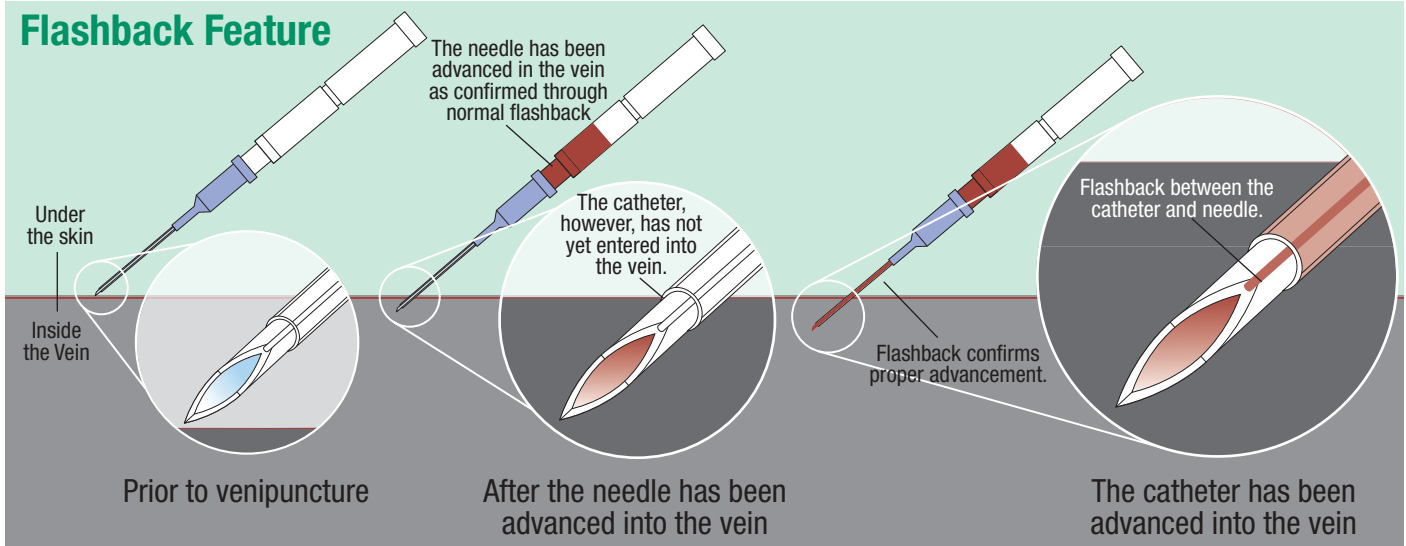 Flashback Feature
The needle has been
advanced in the vein
as confirmed through
normal flashback
Under
the skin
Inside
the Vein
The catheter,
however, has not
yet entered into
the vein.
Flashback between the
catheter and needle.
Flashback confirms
proper advancement.
Prior to venipuncture
After the needle has been
advanced into the vein
The catheter has been
advanced into the vein